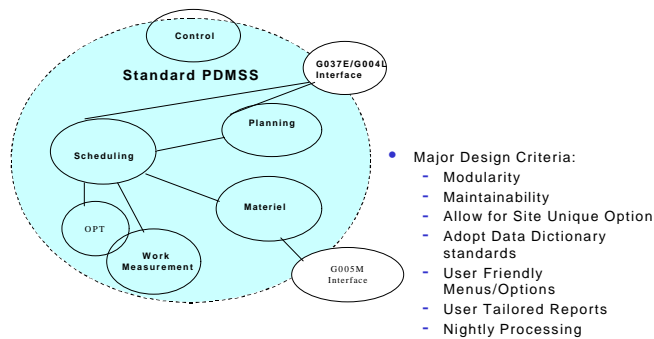 Control
Standard PDMSS
G037E/G004L
Interface
Planning
Scheduling
Materiel
OPT
Work
Measurement
G005M
Interface
• Major Design Criteria:
- Modularity
- Maintainability
- Allow for Site Unique Option
- Adopt Data Dictionary
standards
- User Friendly
Menus/Options
- User Tailored Reports
- Nightly Processing